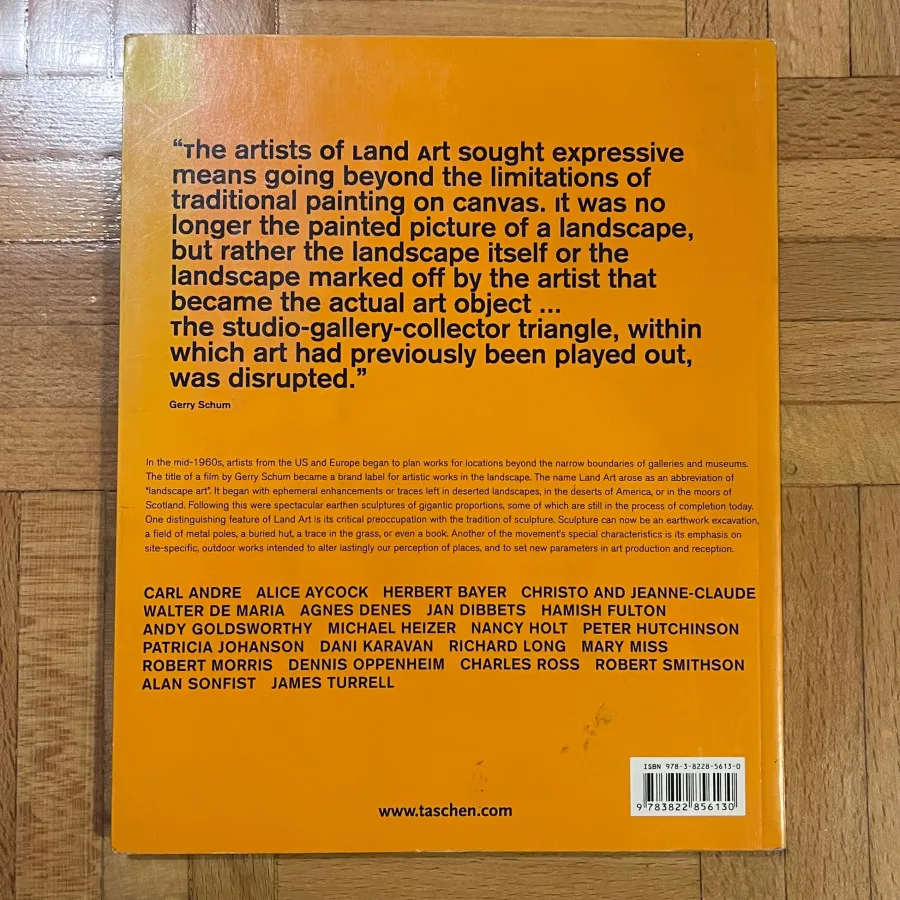 “The artists of Land Art sought expressive
means going beyond the limitations of
traditional painting on canvas. It was no
longer the painted picture of a landscape,
but rather the landscape itself or the
landscape marked off by the artist that
became the actual art object ...
The studio-gallery-collector triangle, within
which art had previously been played out,
was disrupted.”
Gerry Schum
In the mid-1960s, artists from the US and Europe began to plan works for locations beyond the narrow boundaries of galleries and museums.
The title of a film by Gerry Schum became a brand label for artistic works in the landscape. The name Land Art arose as an abbreviation of
"landscape art". It began with ephemeral enhancements or traces left in deserted landscapes, in the deserts of America, or in the moors of
Scotland. Following this were spectacular earthen sculptures of gigantic proportions, some of which are still in the process of completion today.
One distinguishing feature of Land Art is its critical preoccupation with the tradition of sculpture. Sculpture can now be an earthwork excavation,
a field of metal poles, a buried hut, a trace in the grass, or even a book. Another of the movement's special characteristics is its emphasis on
site-specific, outdoor works intended to alter lastingly our perception of places, and to set new parameters in art production and reception.
CARL ANDRE ALICE AYCOCK HERBERT BAYER CHRISTO AND JEANNE-CLAUDE
WALTER DE MARIA AGNES DENES JAN DIBBETS HAMISH FULTON
ANDY GOLDSWORTHY MICHAEL HEIZER NANCY HOLT PETER HUTCHINSON
PATRICIA JOHANSON DANI KARAVAN RICHARD LONG MARY MISS
ROBERT MORRIS DENNIS OPPENHEIM CHARLES ROSS ROBERT SMITHSON
ALAN SONFIST JAMES TURRELL
ISBN 978-3-8228-5613-0
9 783822 856130
www.taschen.com